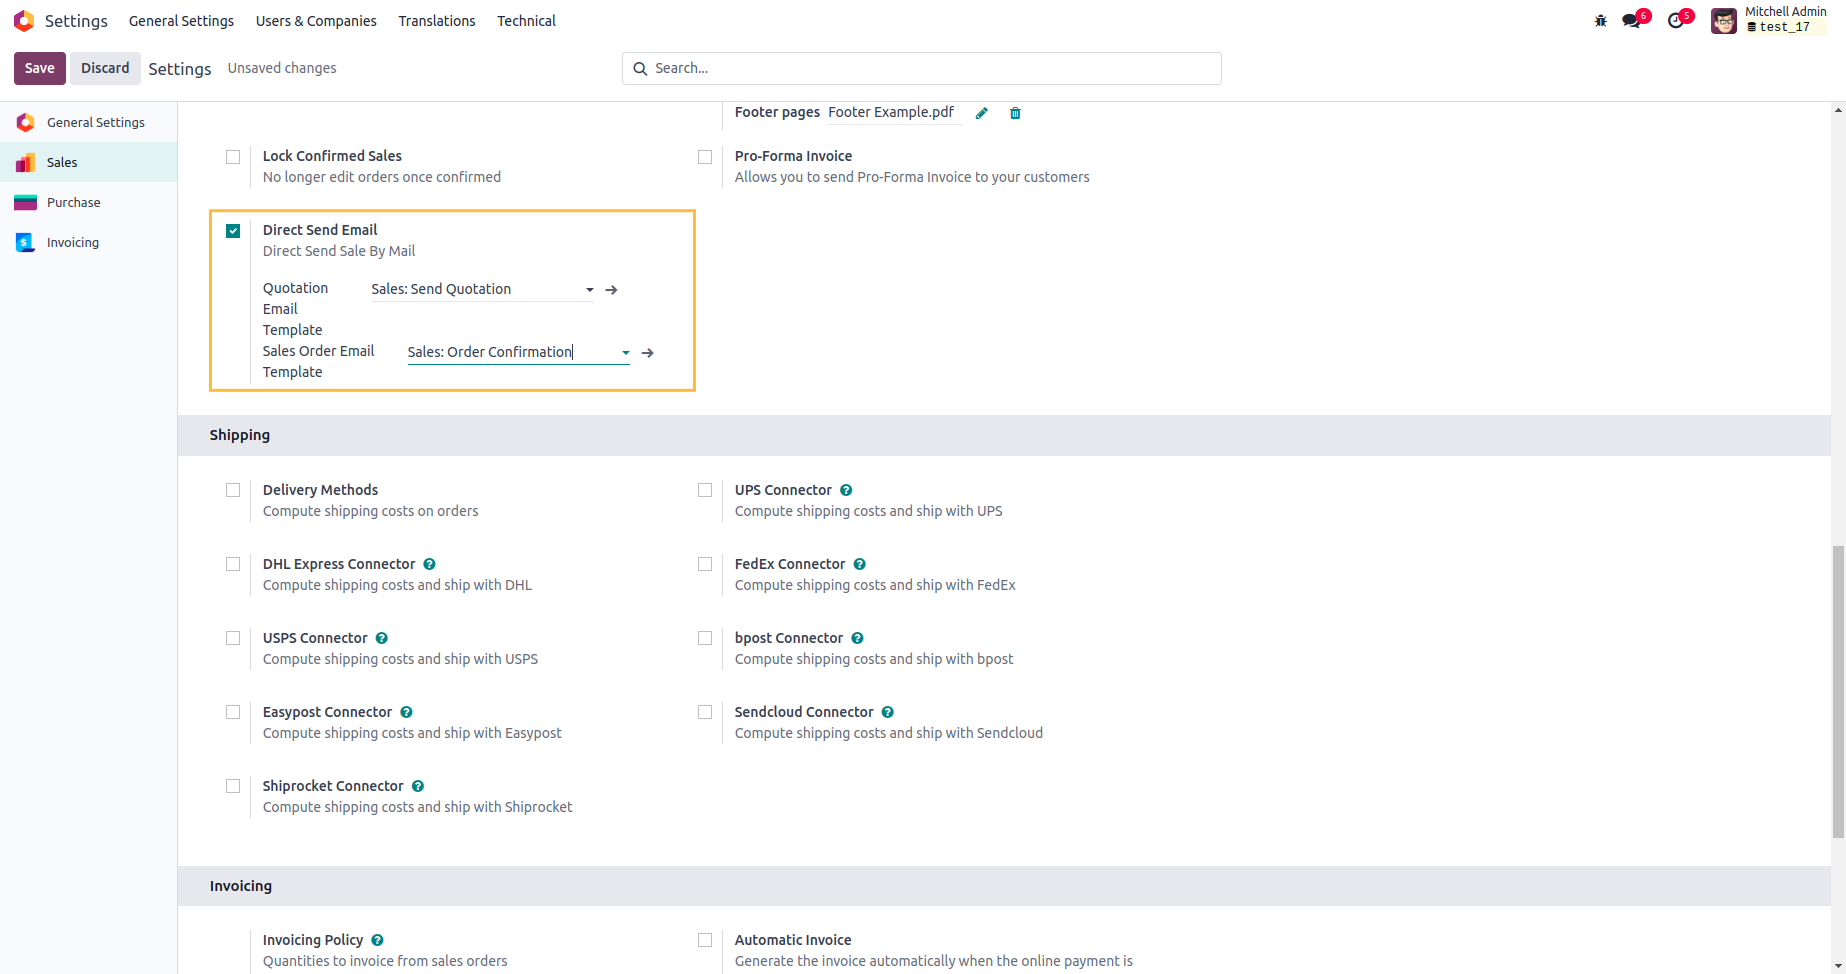 Settings General Settings Users & Companies Translations Technical 6 5 Mitchell Admin
test_17
Save Discard Settings Unsaved changes Search...
General Settings
Sales
Purchase
Invoicing
Footer pages Footer Example.pdf
Lock Confirmed Sales
No longer edit orders once confirmed
Pro-Forma Invoice
Allows you to send Pro-Forma Invoice to your customers
Direct Send Email
Direct Send Sale By Mail
Quotation
Email
Template
Sales: Send Quotation
Sales Order Email
Template
Sales: Order Confirmation
Shipping
Delivery Methods
Compute shipping costs on orders
UPS Connector ?
Compute shipping costs and ship with UPS
DHL Express Connector ?
Compute shipping costs and ship with DHL
FedEx Connector ?
Compute shipping costs and ship with FedEx
USPS Connector ?
Compute shipping costs and ship with USPS
bpost Connector ?
Compute shipping costs and ship with bpost
Easypost Connector ?
Compute shipping costs and ship with Easypost
Sendcloud Connector ?
Compute shipping costs and ship with Sendcloud
Shiprocket Connector ?
Compute shipping costs and ship with Shiprocket
Invoicing
Invoicing Policy ?
Quantities to invoice from sales orders
Automatic Invoice
Generate the invoice automatically when the online payment is